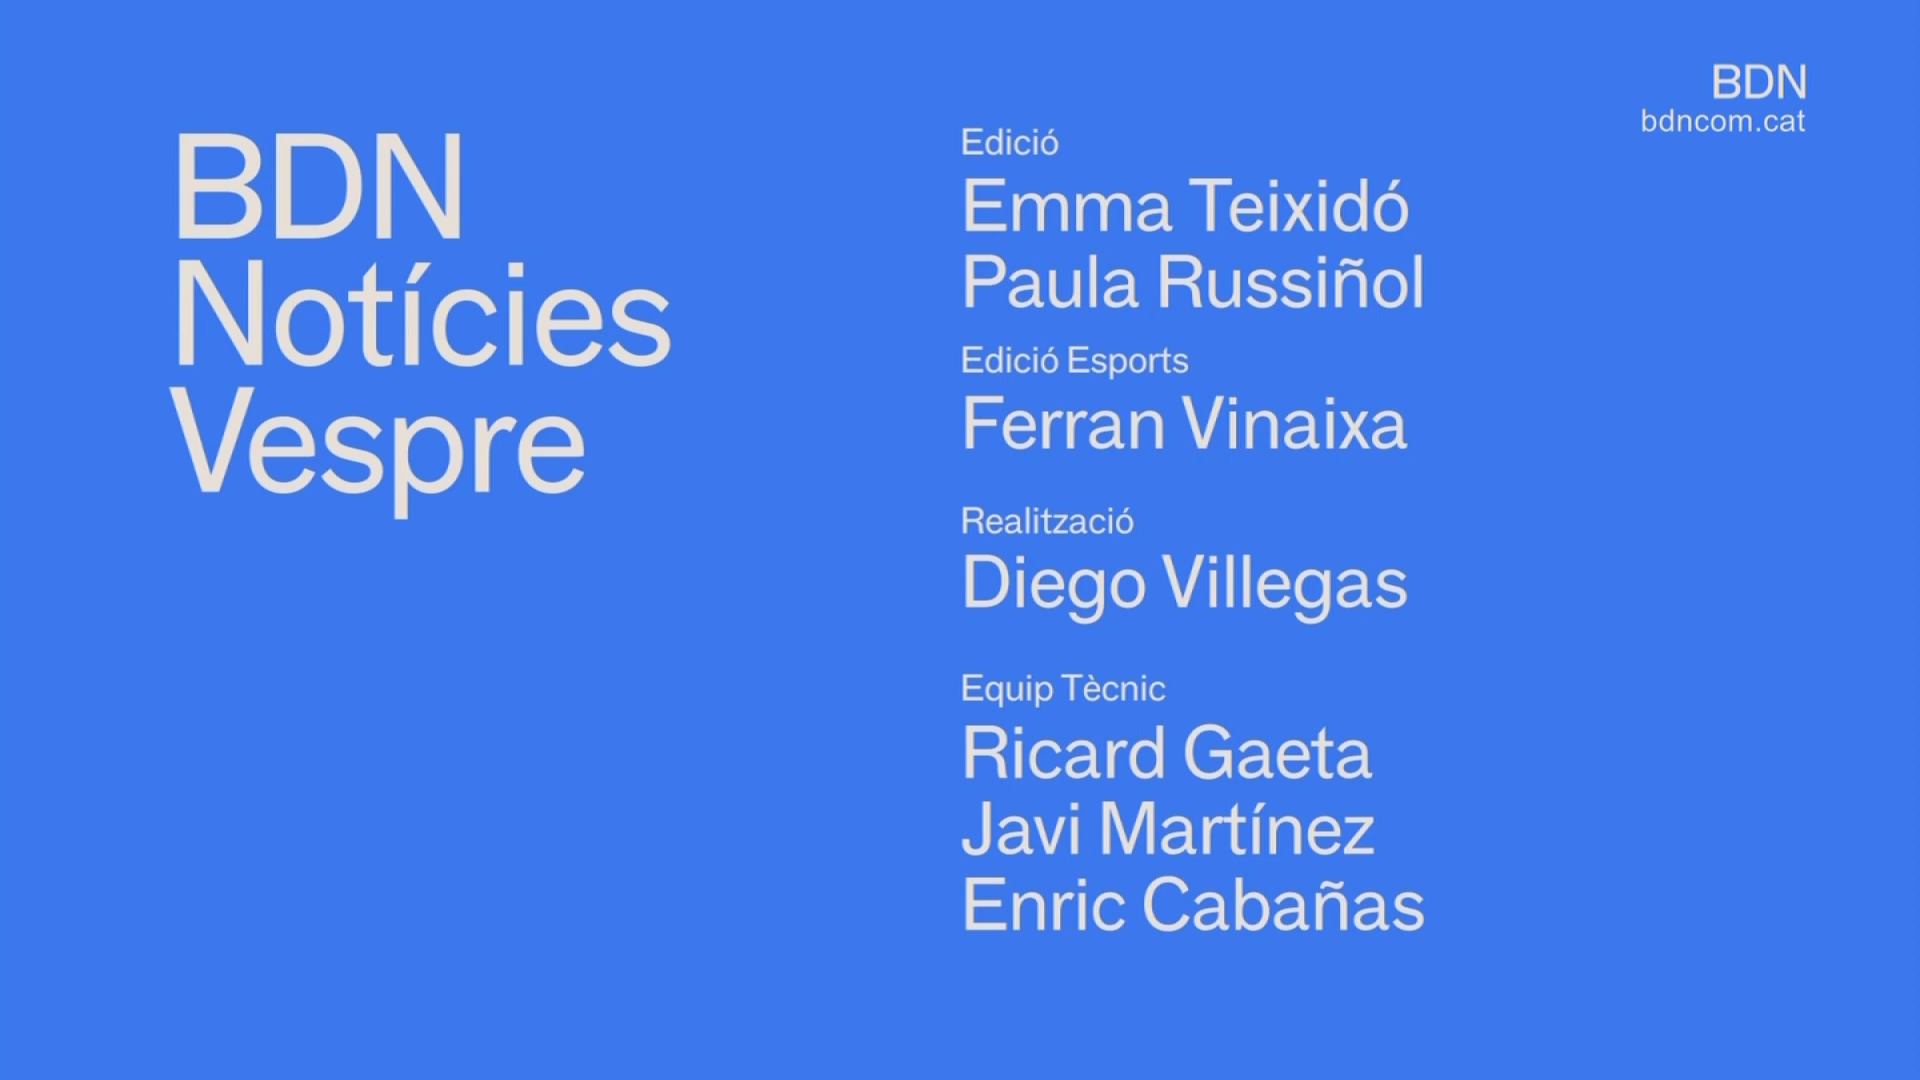 BDN
Notícies
Vespre
Edició
Emma Teixidó
Paula Russiñol
Edició Esports
Ferran Vinaixa
Realització
Diego Villegas
Equip Tècnic
Ricard Gaeta
Javi Martínez
Enric Cabañas
BDN
bdncom.cat